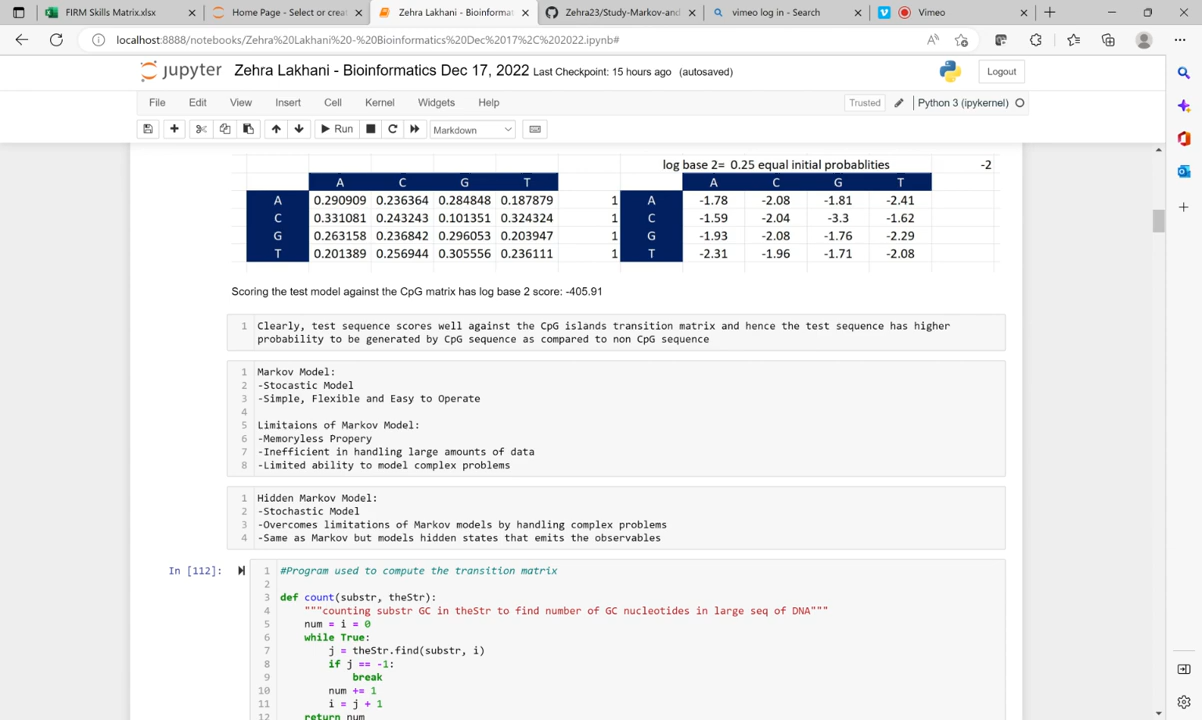 FIRM Skills Matrix.xlsx
Home Page - Select or creat
Zehra Lakhani - Bioinformat
Zehra23/Study-Markov-and
vimeo log in - Search
Vimeo
localhost:8888/notebooks/Zehra%20Lakhani%20-%20Bioinformatics%20Dec%2017%2C%202022.ipynb#
jupyter Zehra Lakhani - Bioinformatics Dec 17, 2022 Last Checkpoint: 15 hours ago (autosaved)
Logout
File Edit View Insert Cell Kernel Widgets Help
Trusted Python 3 (ipykernel)
Run Markdown
log base 2= 0.25 equal initial probablities -2
A C G T A C G T
A 0.290909 0.236364 0.284848 0.187879 1 A -1.78 -2.08 -1.81 -2.41
C 0.331081 0.243243 0.101351 0.324324 1 C -1.59 -2.04 -3.3 -1.62
G 0.263158 0.236842 0.296053 0.203947 1 G -1.93 -2.08 -1.76 -2.29
T 0.201389 0.256944 0.305556 0.236111 1 T -2.31 -1.96 -1.71 -2.08
Scoring the test model against the CpG matrix has log base 2 score: -405.91
1 Clearly, test sequence scores well against the CpG islands transition matrix and hence the test sequence has higher
probability to be generated by CpG sequence as compared to non CpG sequence
1 Markov Model:
2 -Stocastic Model
3 -Simple, Flexible and Easy to Operate
4
5 Limitaions of Markov Model:
6 -Memoryless Propery
7 -Inefficient in handling large amounts of data
8 -Limited ability to model complex problems
1 Hidden Markov Model:
2 -Stochastic Model
3 -Overcomes limitations of Markov models by handling complex problems
4 -Same as Markov but models hidden states that emits the observables
In [112]:
1 #Program used to compute the transition matrix
2
3 def count(substr, theStr):
4 """counting substr GC in theStr to find number of GC nucleotides in large seq of DNA"""
5 num = i = 0
6 while True:
7 j = theStr.find(substr, i)
8 if j == -1:
9 break
10 num += 1
11 i = j + 1
12 return num